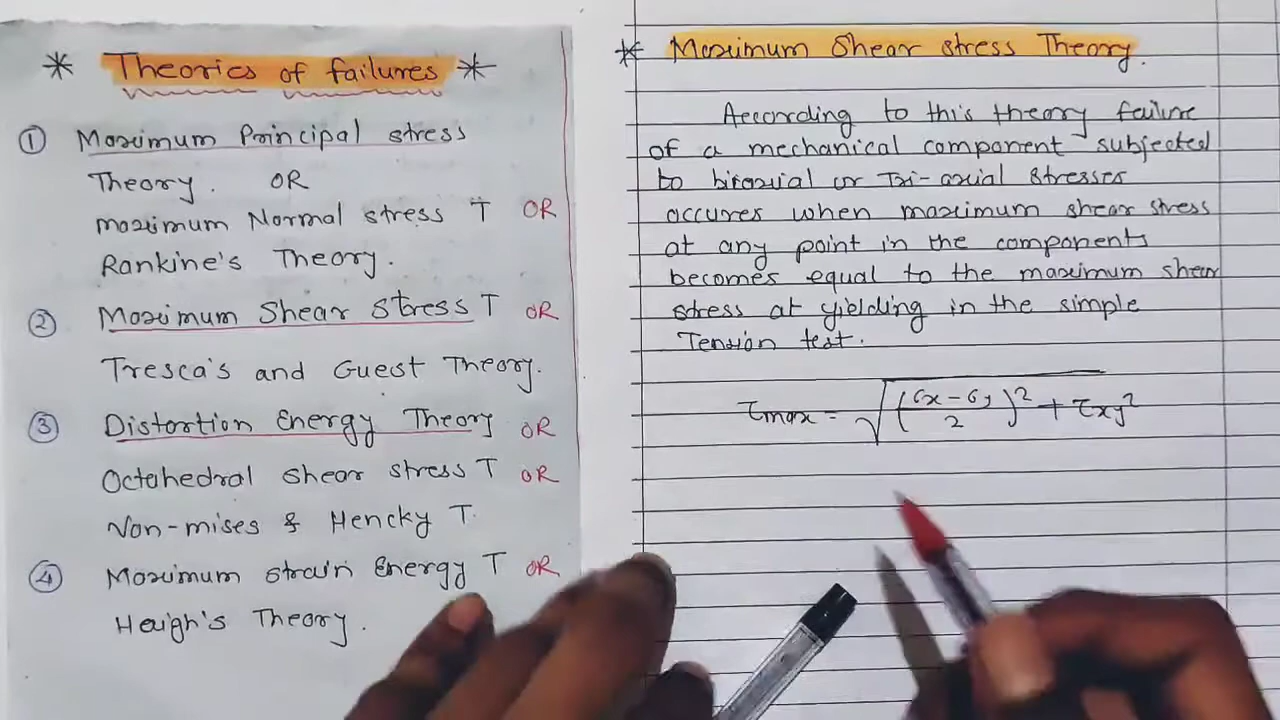 * Theories of failures *
① Maximum Principal stress
Theory. OR
Maximum Normal stress T OR
Rankine's Theory.
② Maximum Shear Stress T OR
Tresca's and Guest Theory.
③ Distortion Energy Theory OR
Octahedral Shear stress T OR
Von-mises & Hencky T.
④ Maximum strain Energy T OR
Heigh's Theory.
* Maximum Shear stress Theory.
According to this theory failure
of a mechanical component subjected
to biaxial or Tri-axial stresses
occures when maximum shear stress
at any point in the components
becomes equal to the maximum shear
stress at yielding in the simple
Tension test.
τmax = √((σx-σy)/2)² + τxy²